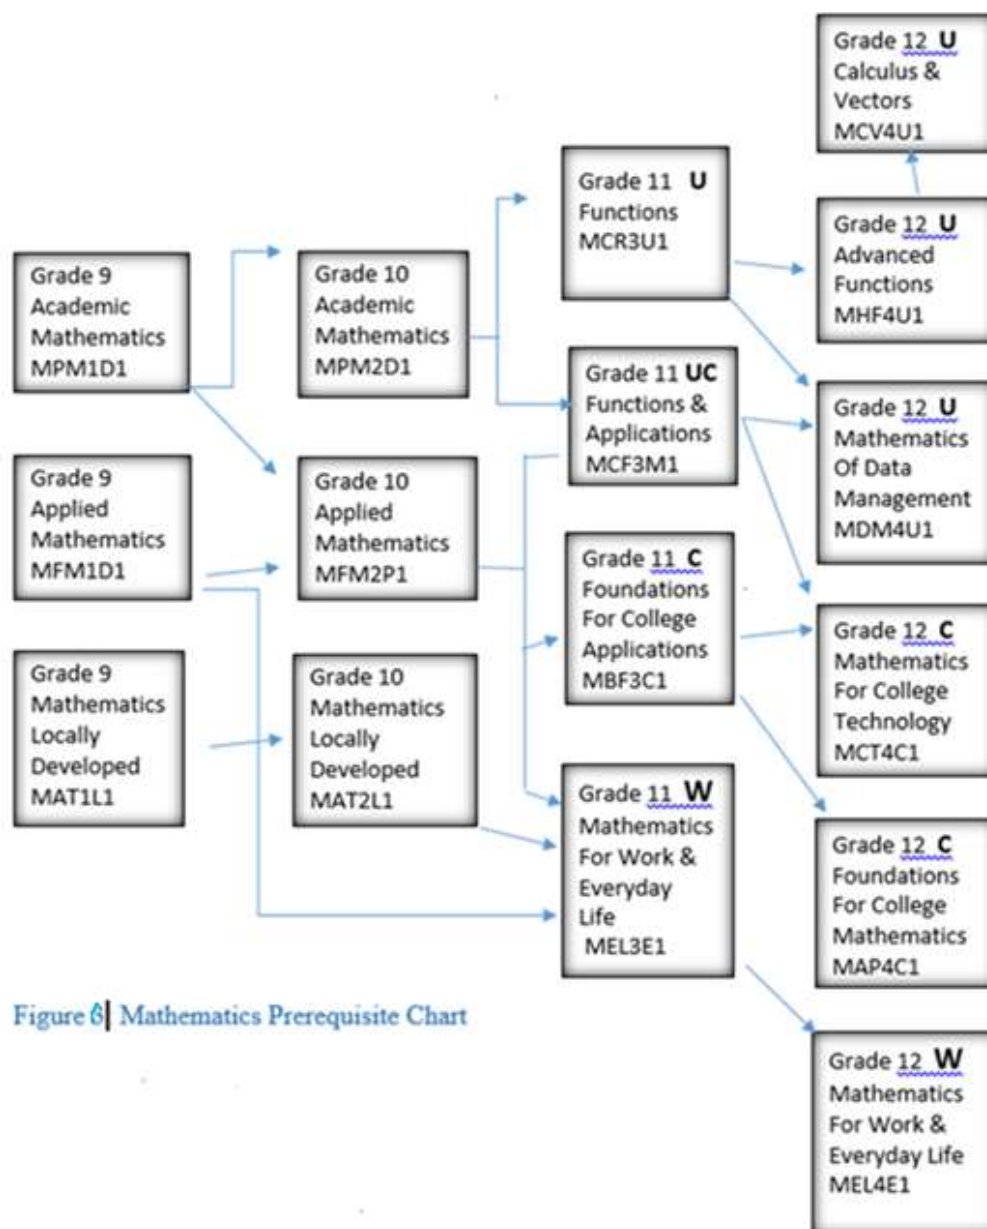 Grade 9
Academic
Mathematics
MPM1D1
Grade 9
Applied
Mathematics
MFM1D1
Grade 9
Mathematics
Locally
Developed
MAT1L1
Grade 10
Academic
Mathematics
MPM2D1
Grade 10
Applied
Mathematics
MFM2P1
Grade 10
Mathematics
Locally
Developed
MAT2L1
Grade 11 U
Functions
MCR3U1
Grade 11 UC
Functions &
Applications
MCF3M1
Grade 11 C
Foundations
For College
Applications
MBF3C1
Grade 11 W
Mathematics
For Work &
Everyday
Life
MEL3E1
Grade 12 U
Calculus &
Vectors
MCV4U1
Grade 12 U
Advanced
Functions
MHF4U1
Grade 12 U
Mathematics
Of Data
Management
MDM4U1
Grade 12 C
Mathematics
For College
Technology
MCT4C1
Grade 12 C
Foundations
For College
Mathematics
MAP4C1
Grade 12 W
Mathematics
For Work &
Everyday Life
MEL4E1
Figure | Mathematics Prerequisite Chart